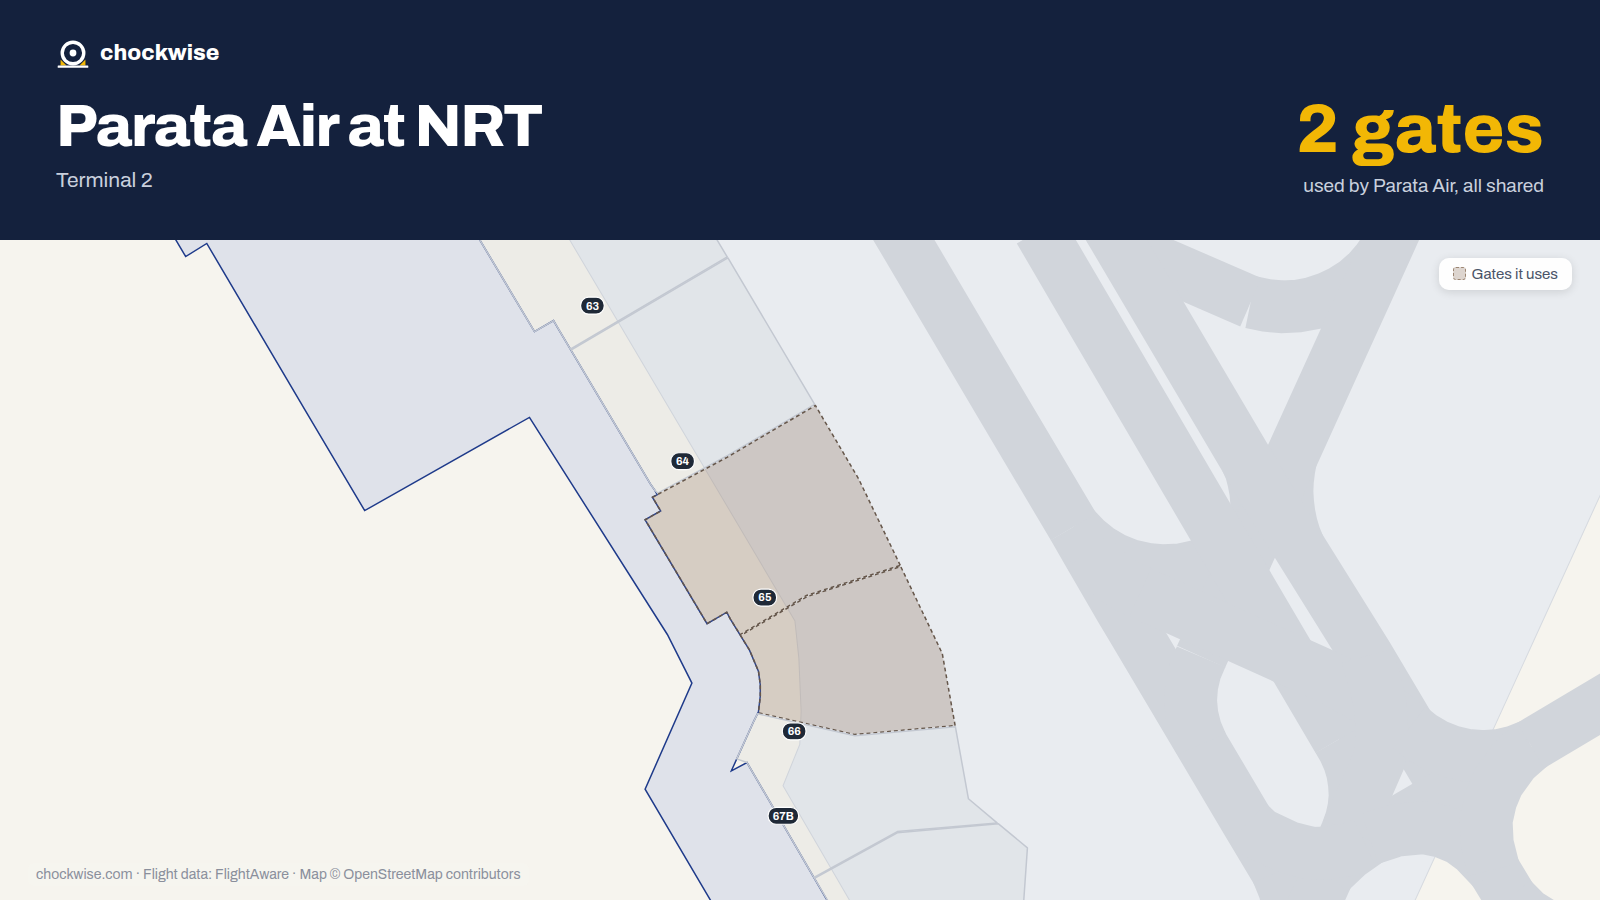 chockwise
Parata Air at NRT
Terminal 2
2 gates
used by Parata Air, all shared
Gates it uses
63
64
65
66
67B
chockwise.com · Flight data: FlightAware · Map © OpenStreetMap contributors